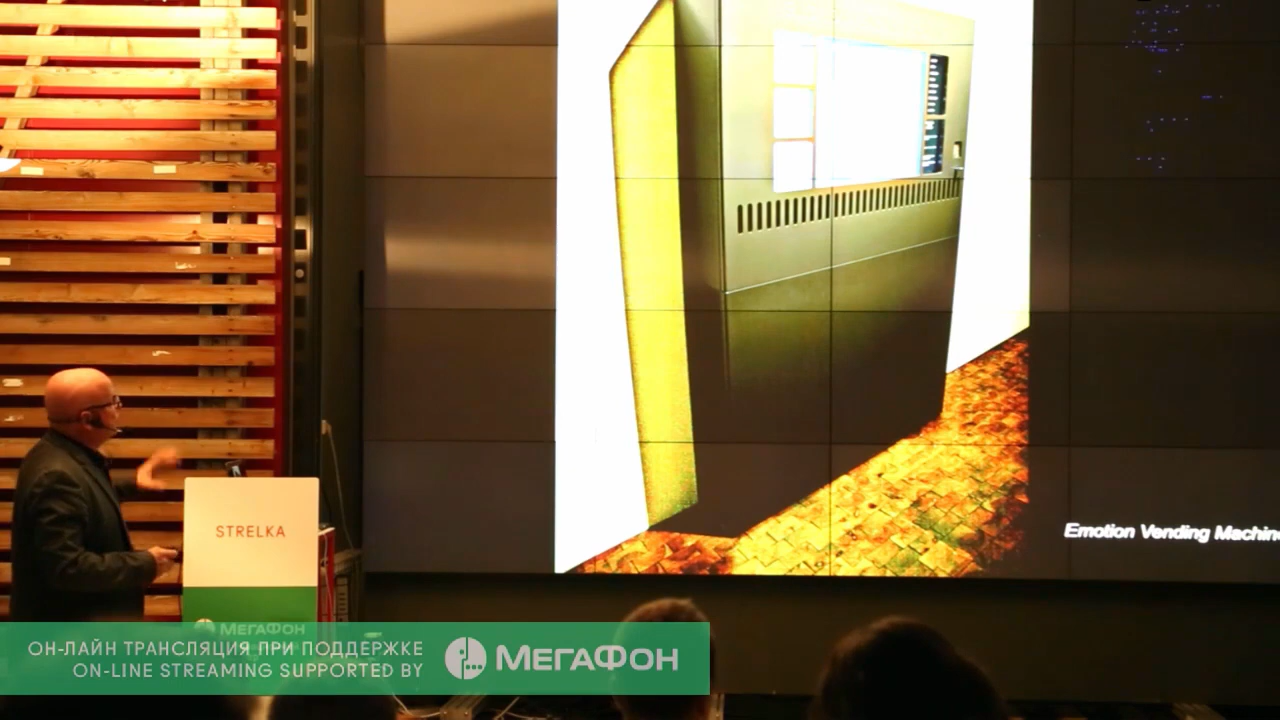 STRELKA
Emotion Vending Machine
МЕГАФОН
ОН-ЛАЙН ТРАНСЛЯЦИЯ ПРИ ПОДДЕРЖКЕ
ON-LINE STREAMING SUPPORTED BY
МЕГАФОН